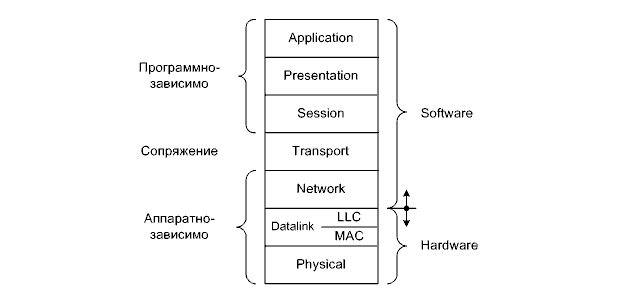 Application
Программно-
зависимо
Presentation
Session
Software
Сопряжение
Transport
Network
Аппаратно-
зависимо
Datalink
LLC
MAC
Hardware
Physical